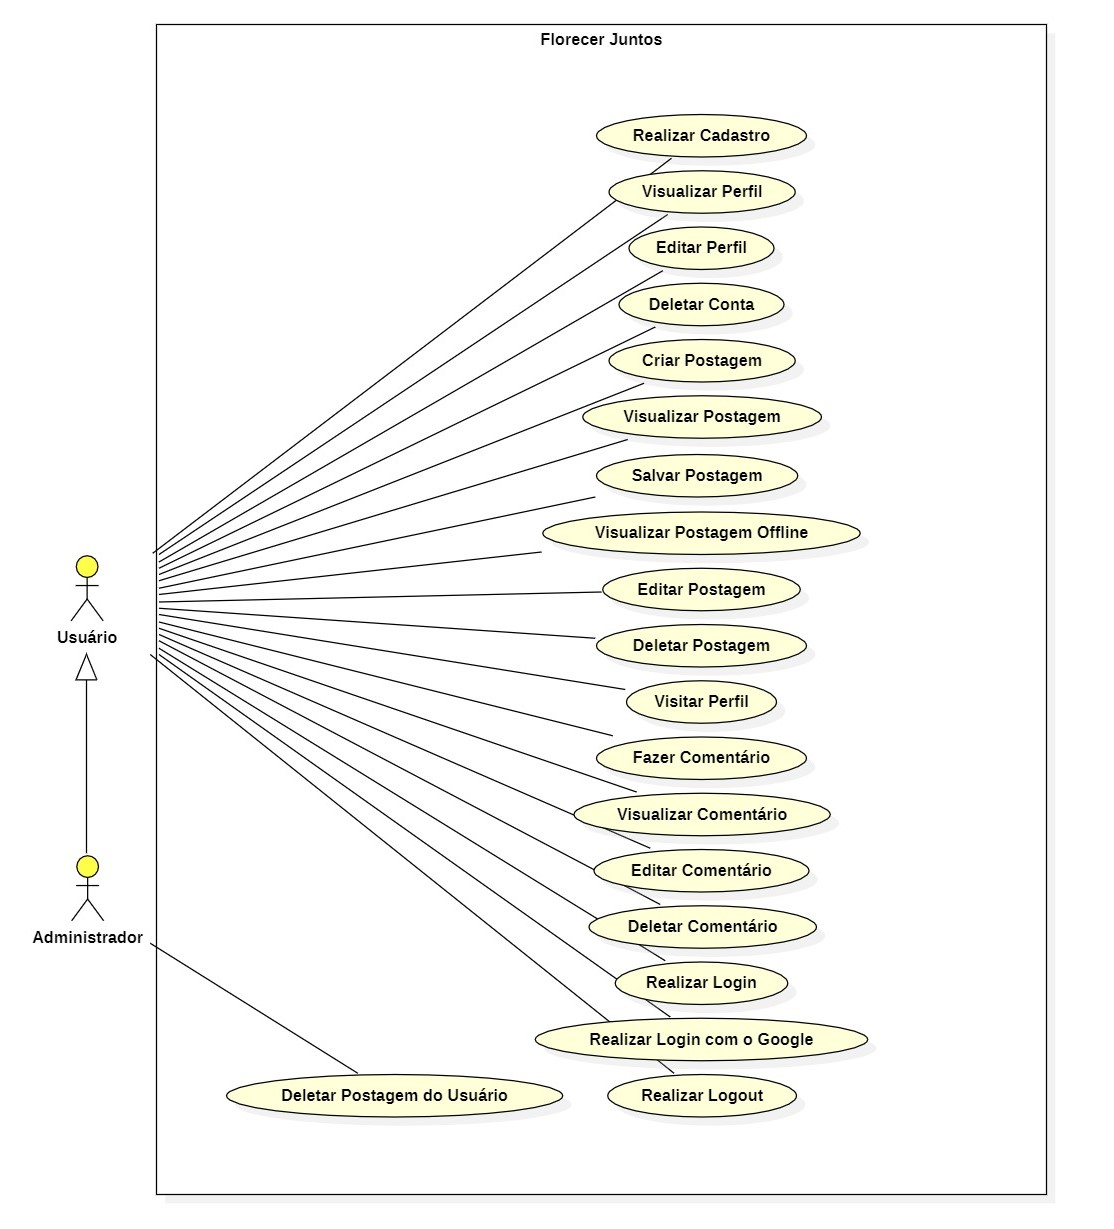 Florecer Juntos
Realizar Cadastro
Visualizar Perfil
Editar Perfil
Deletar Conta
Criar Postagem
Visualizar Postagem
Salvar Postagem
Visualizar Postagem Offline
Editar Postagem
Usuário
Deletar Postagem
Visitar Perfil
Fazer Comentário
Visualizar Comentário
Editar Comentário
Deletar Comentário
Administrador
Realizar Login
Realizar Login com o Google
Deletar Postagem do Usuário
Realizar Logout